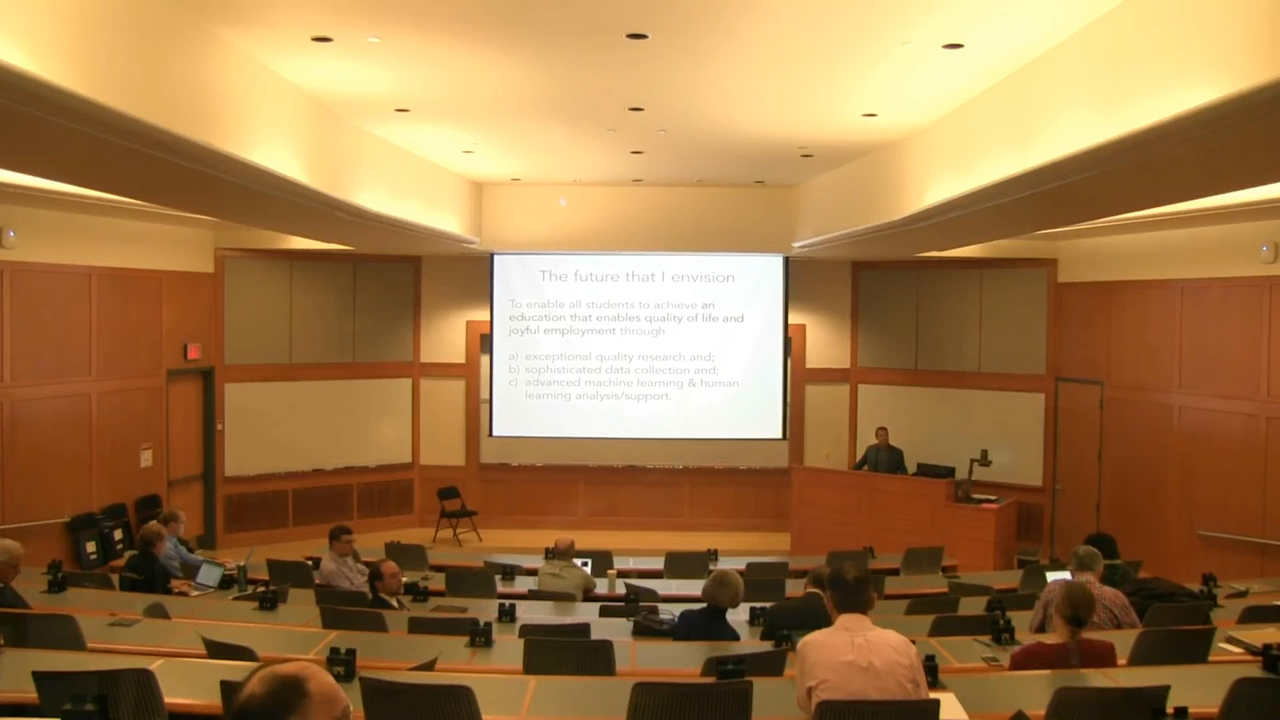 The future that I envision
To enable all students to achieve an
education that enables quality of life and
joyful employment through
a) exceptional quality research and;
b) sophisticated data collection and;
c) advanced machine learning & human
learning analysis/support.